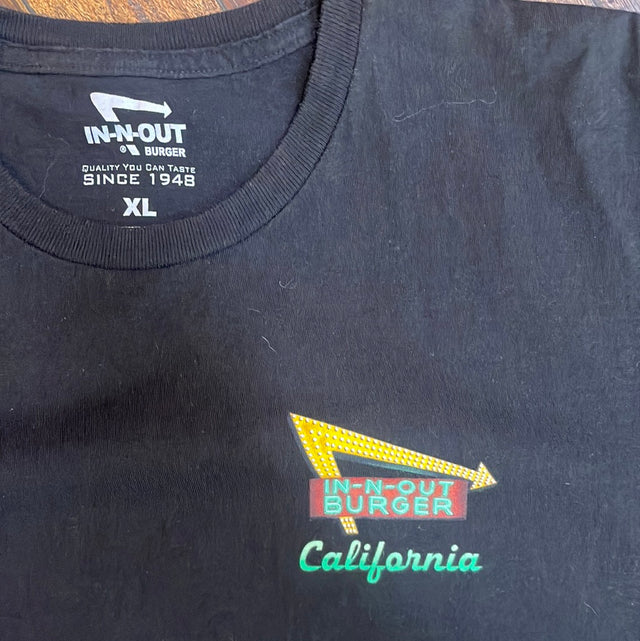 IN-N-OUT
® BURGER
QUALITY YOU CAN TASTE
SINCE 1948
XL
IN-N-OUT
BURGER
California